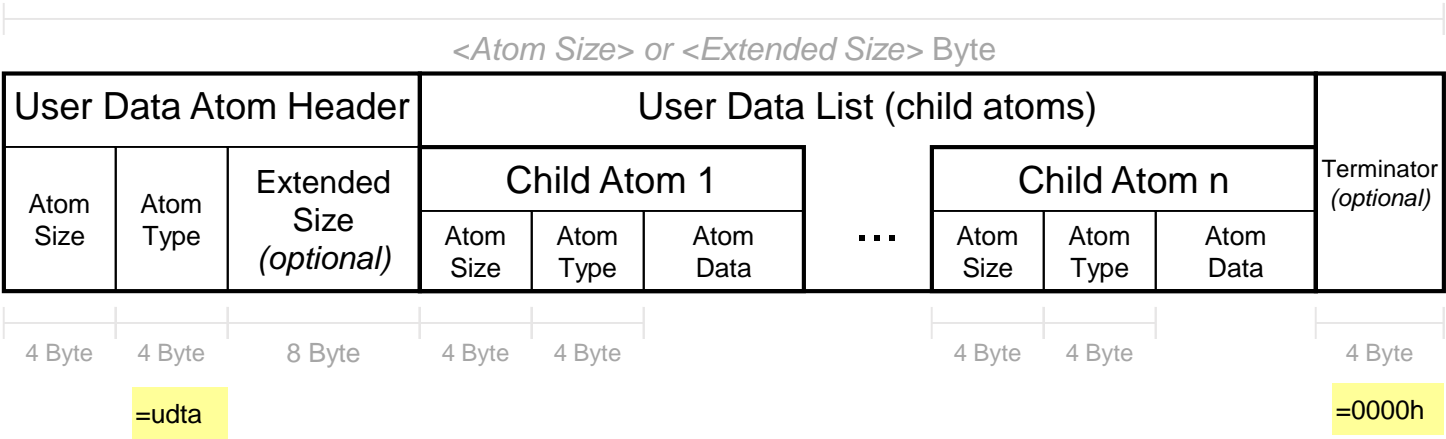 <Atom Size> or <Extended Size> Byte
User Data Atom Header
User Data List (child atoms)
Terminator
(optional)
Atom
Size
Atom
Type
Extended
Size
(optional)
Child Atom 1
Atom
Size
Atom
Type
Atom
Data
...
Child Atom n
Atom
Size
Atom
Type
Atom
Data
4 Byte
4 Byte
8 Byte
4 Byte
4 Byte
4 Byte
4 Byte
4 Byte
=udta
=0000h